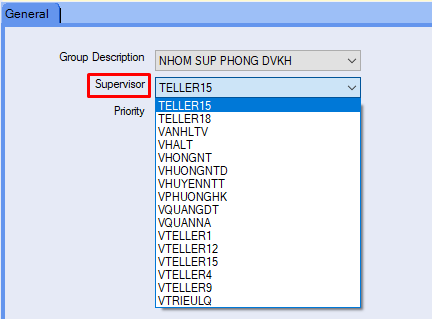 General
Group Description NHOM SUP PHONG DVKH
Supervisor TELLER15
Priority
TELLER15
TELLER18
VANHLTV
VHALT
VHONGNT
VHUONGNTD
VHUYENNTT
VPHUONGHK
VQUANGDT
VQUANNA
VTELLER1
VTELLER12
VTELLER15
VTELLER4
VTELLER9
VTRIEULQ